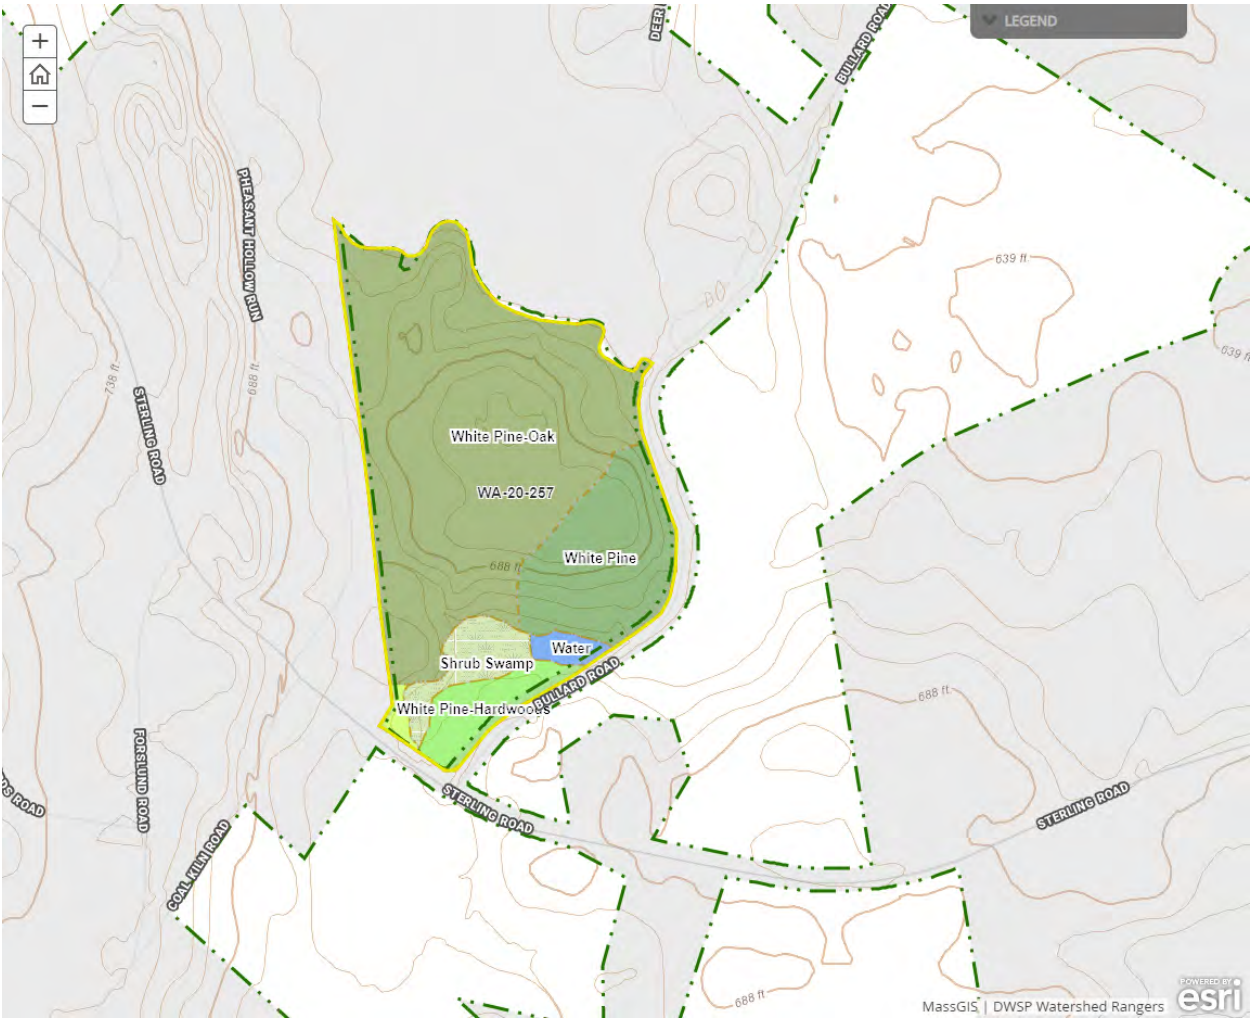 LEGEND
+
−
DEER
BULLARD ROAD
PHEASANT HOLLOW RUN
639 ft.
639 ft
738 ft.
688 ft.
STERLING ROAD
White Pine-Oak
WA-20-257
White Pine
688 ft
Water
Shrub Swamp
BULLARD ROAD
688 ft.
White Pine-Hardwoods
FORSLUND ROAD
DS ROAD
STERLING ROAD
STERLING ROAD
COAL KILN ROAD
688 ft
MassGIS | DWSP Watershed Rangers
POWERED BY
esri